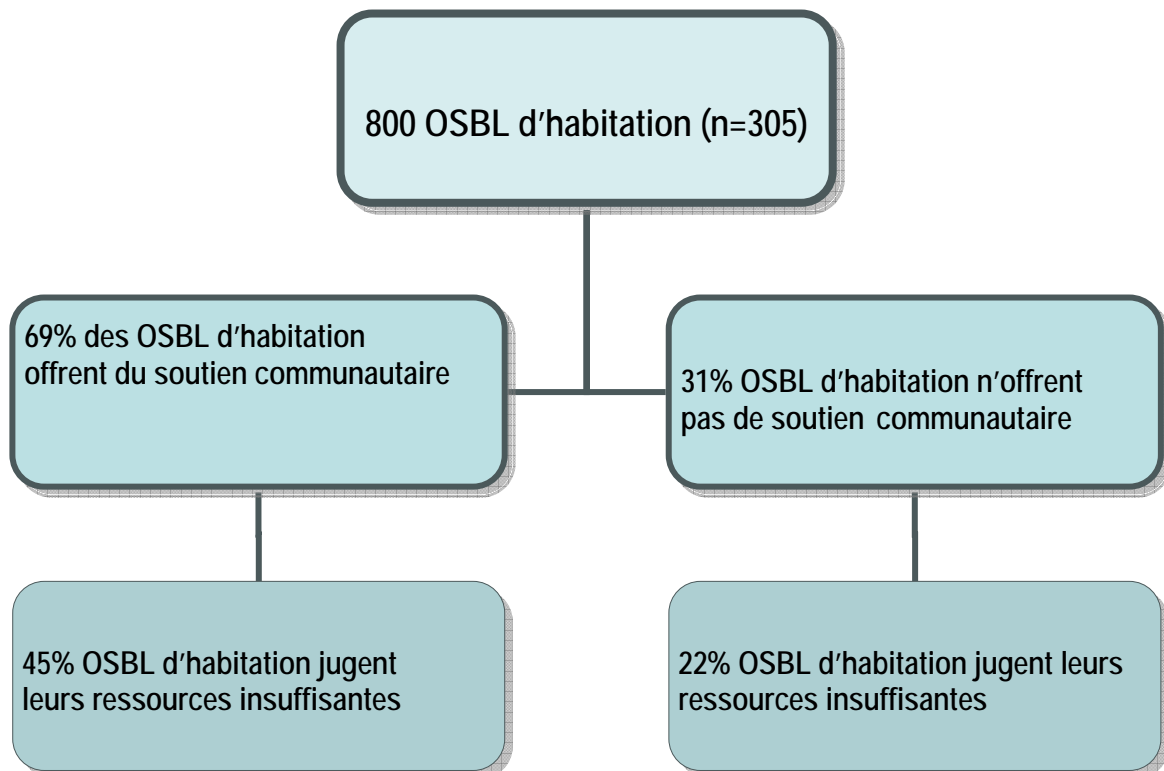 800 OSBL d'habitation (n=305)
69% des OSBL d'habitation
offrent du soutien communautaire
31% OSBL d'habitation n'offrent
pas de soutien communautaire
45% OSBL d'habitation jugent
leurs ressources insuffisantes
22% OSBL d'habitation jugent leurs
ressources insuffisantes